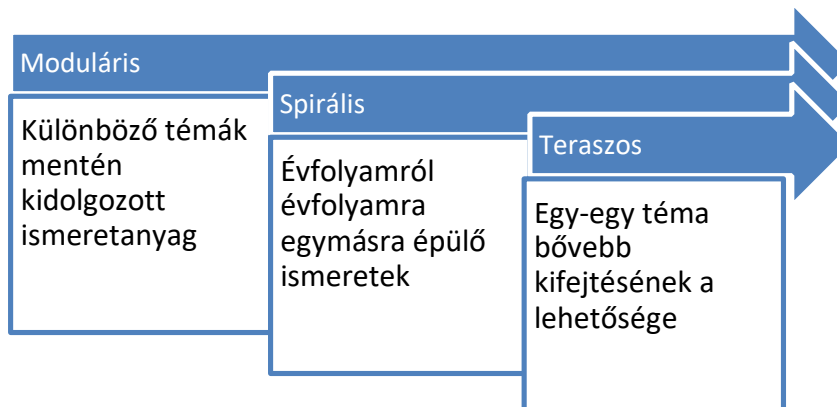 Moduláris
Különböző témák
mentén
kidolgozott
ismeretanyag
Spirális
Évfolyamról
évfolyamra
egymásra épülő
ismeretek
Teraszos
Egy-egy téma
bővebb
kifejtésének a
lehetősége